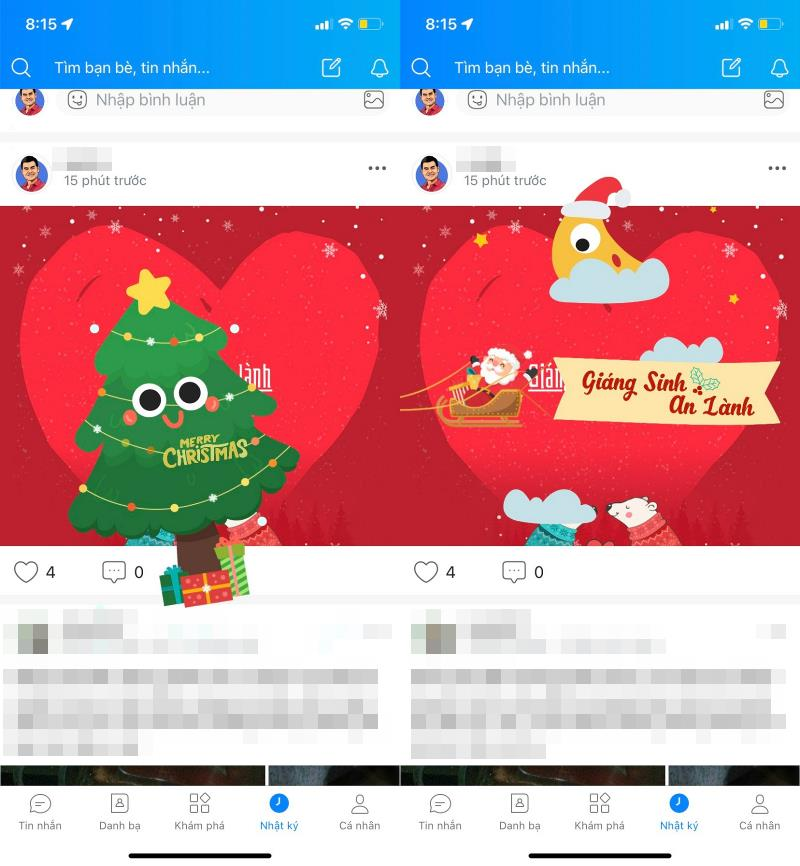 8:15
Tìm bạn bè, tin nhắn...
Nhập bình luận
15 phút trước
lành
MERRY
CHRISTMAS
4
0
Tin nhắn
Danh bạ
Khám phá
Nhật ký
Cá nhân
8:15
Tìm bạn bè, tin nhắn...
Nhập bình luận
15 phút trước
Giáng Sinh
An Lành
4
0
Tin nhắn
Danh bạ
Khám phá
Nhật ký
Cá nhân